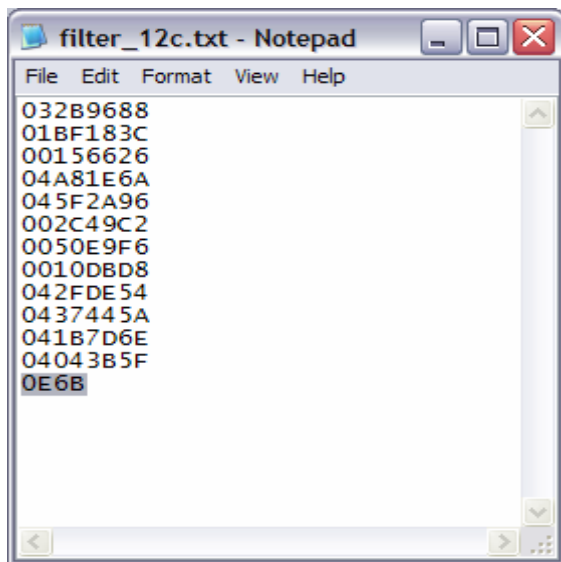 filter_12c.txt - Notepad
File Edit Format View Help
032B9688
01BF183C
00156626
04A81E6A
045F2A96
002C49C2
0050E9F6
0010DBD8
042FDE54
0437445A
041B7D6E
04043B5F
0E6B